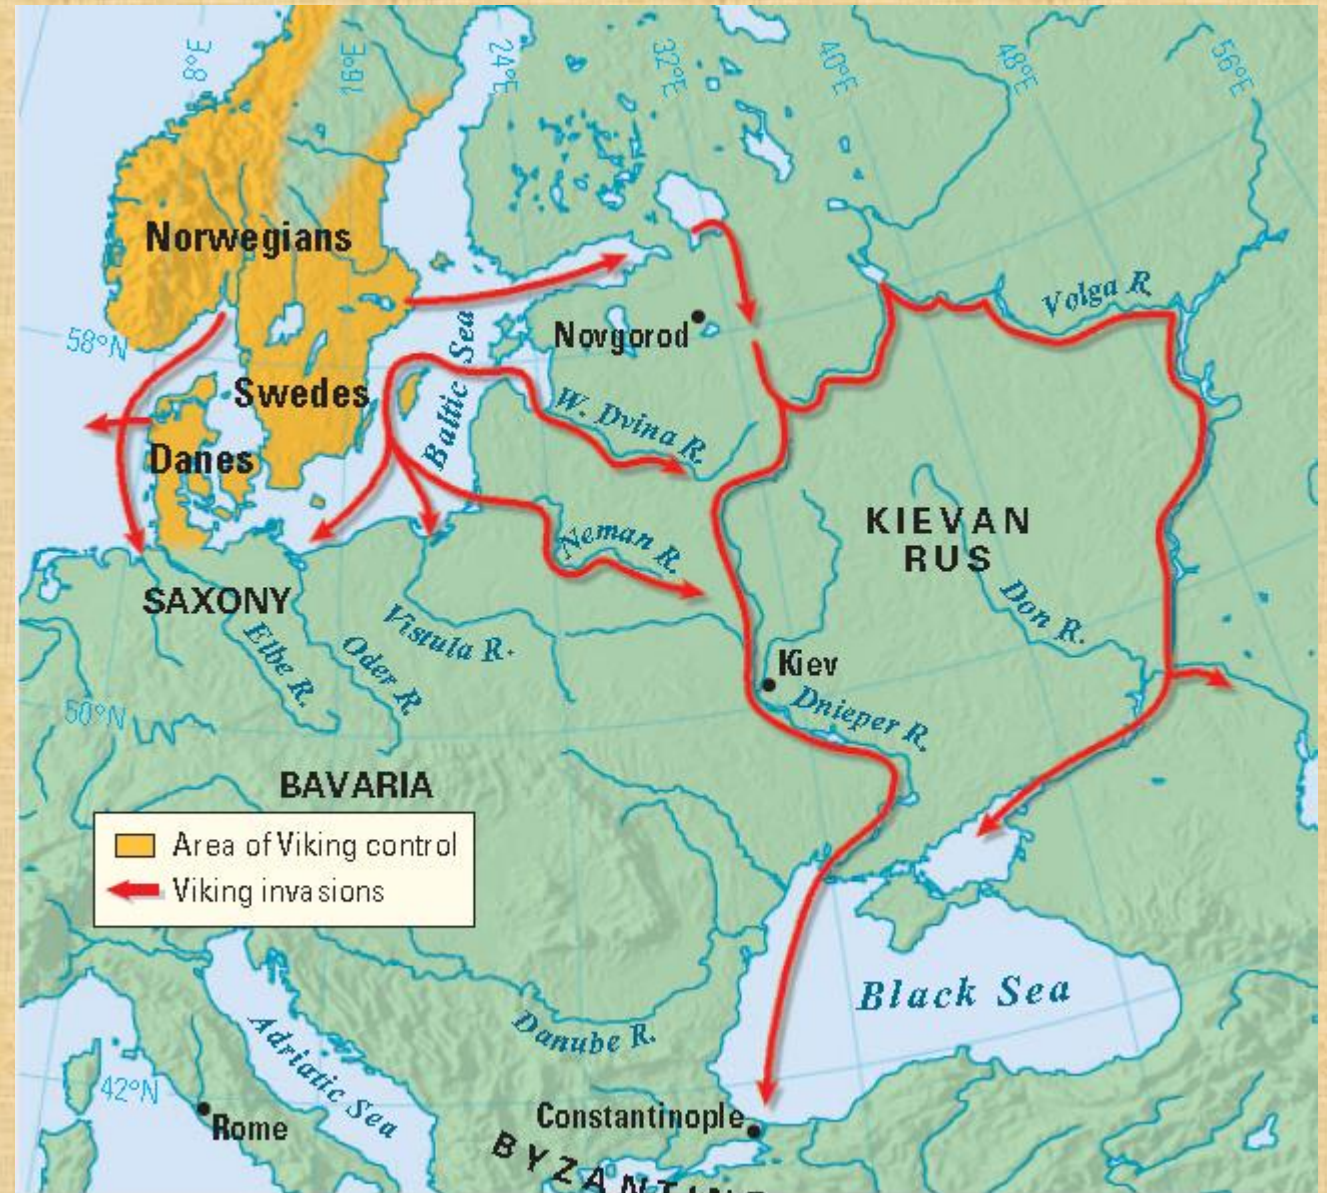 8°E
16°E
24°E
32°E
40°E
48°E
56°E
Norwegians
Volga R
58°N
Novgorod
Baltic Sea
Swedes
W. Dvina R.
Danes
KIEVAN
RUS
Neman R.
SAXONY
Don R.
Vistula R.
Elbe R.
Oder R.
Kiev
Dnieper R.
50°N
BAVARIA
Area of Viking control
Viking invasions
Black Sea
Danube R.
Adriatic Sea
42°N
Rome
Constantinople